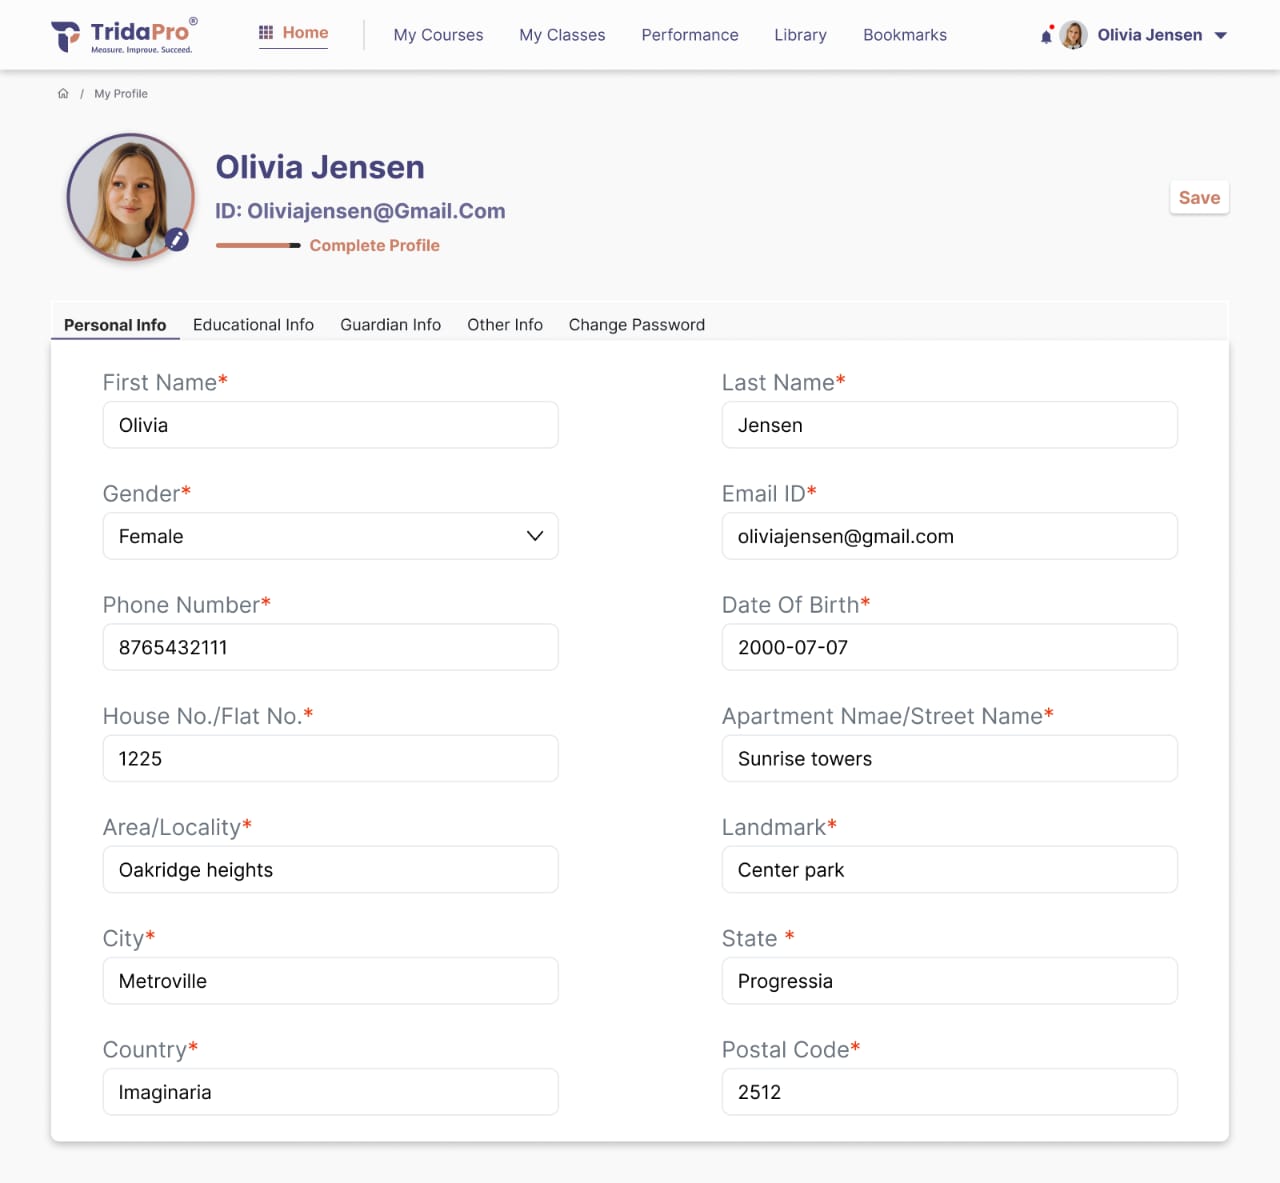 TridaPro®
Measure. Improve. Succeed.
Home
My Courses
My Classes
Performance
Library
Bookmarks
Olivia Jensen
/ My Profile
Olivia Jensen
ID: Oliviajensen@Gmail.Com
Complete Profile
Save
Personal Info
Educational Info
Guardian Info
Other Info
Change Password
First Name*
Last Name*
Olivia
Jensen
Gender*
Email ID*
Female
oliviajensen@gmail.com
Phone Number*
Date Of Birth*
8765432111
2000-07-07
House No./Flat No.*
Apartment Nmae/Street Name*
1225
Sunrise towers
Area/Locality*
Landmark*
Oakridge heights
Center park
City*
State *
Metroville
Progressia
Country*
Postal Code*
Imaginaria
2512